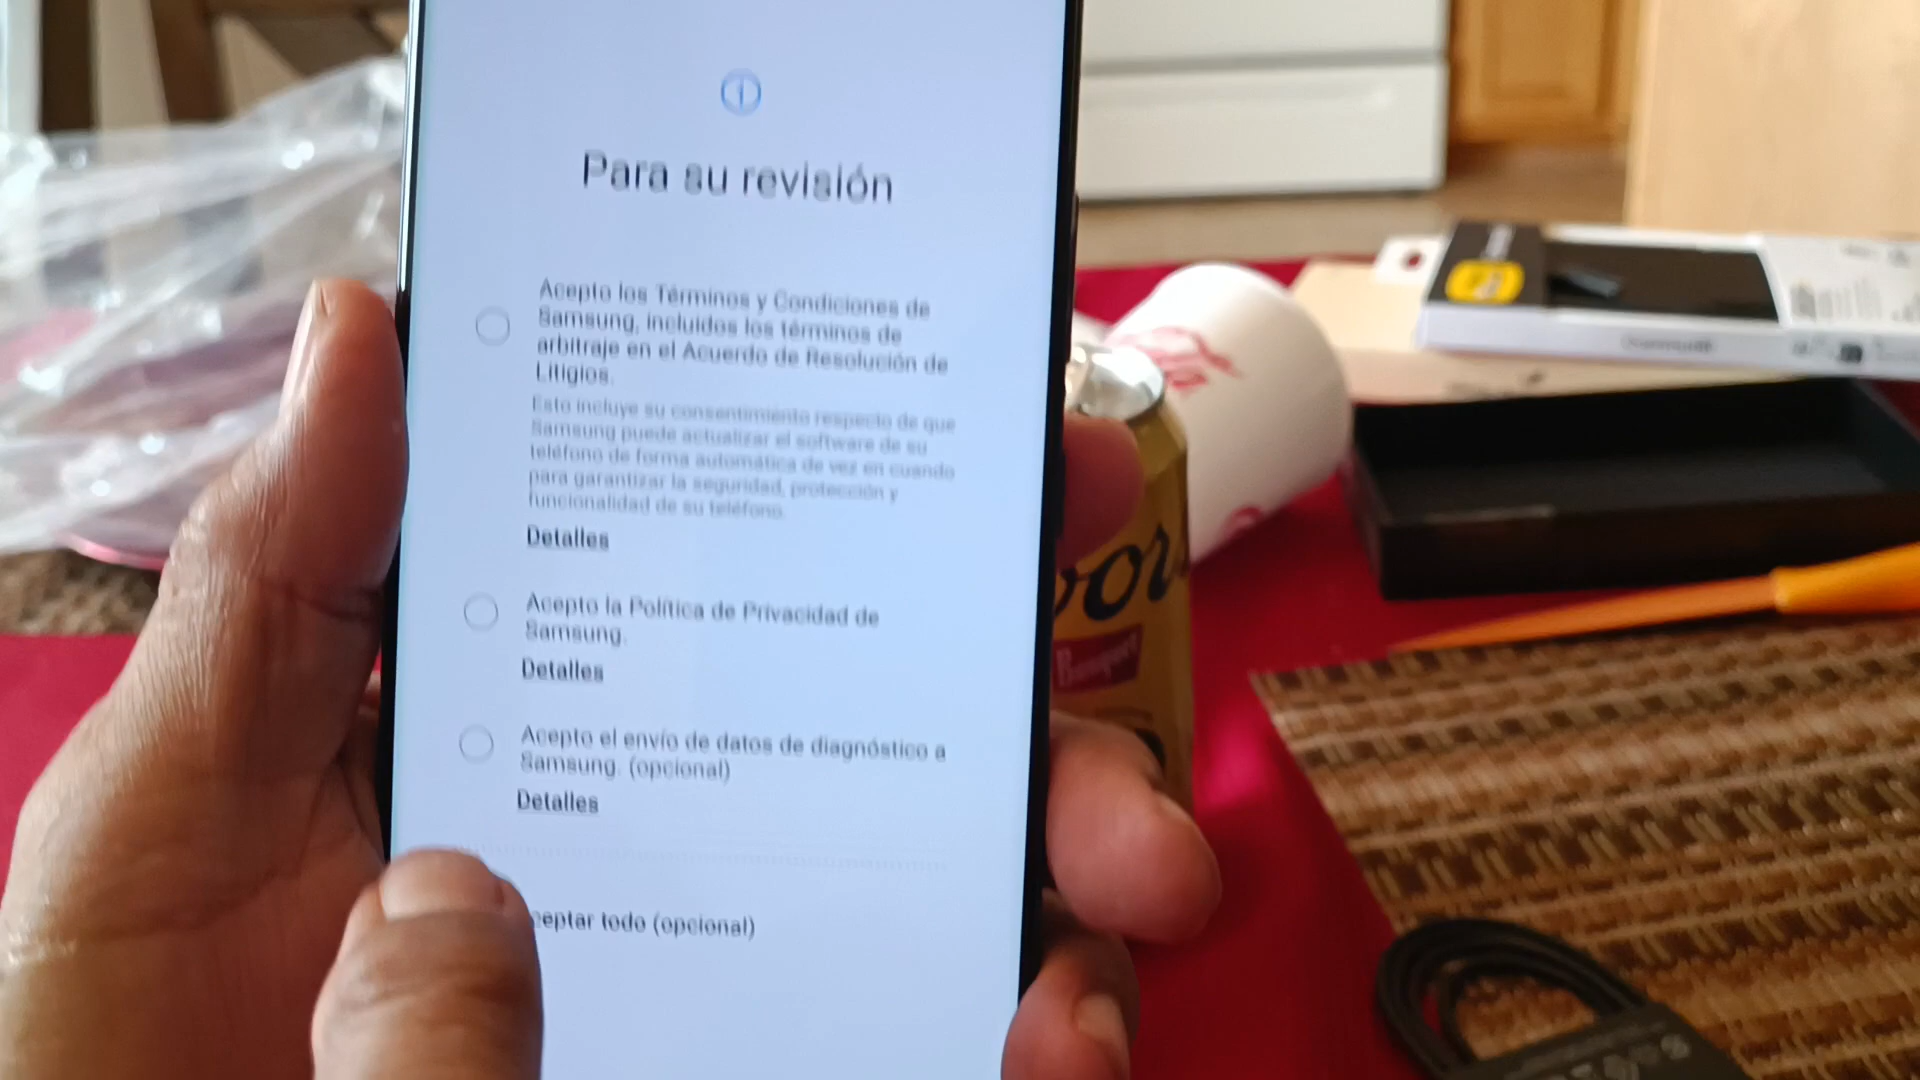 Para su revisión
Acepto los Términos y Condiciones de
Samsung, incluidos los términos de
arbitraje en el Acuerdo de Resolución de
Litigios.
Esto incluye su consentimiento respecto de que
Samsung puede actualizar el software de su
teléfono de forma automática de vez en cuando
para garantizar la seguridad, protección y
funcionalidad de su teléfono.
Detalles
Acepto la Política de Privacidad de
Samsung.
Detalles
Acepto el envío de datos de diagnóstico a
Samsung. (opcional)
Detalles
ceptar todo (opcional)
oor
Banquet